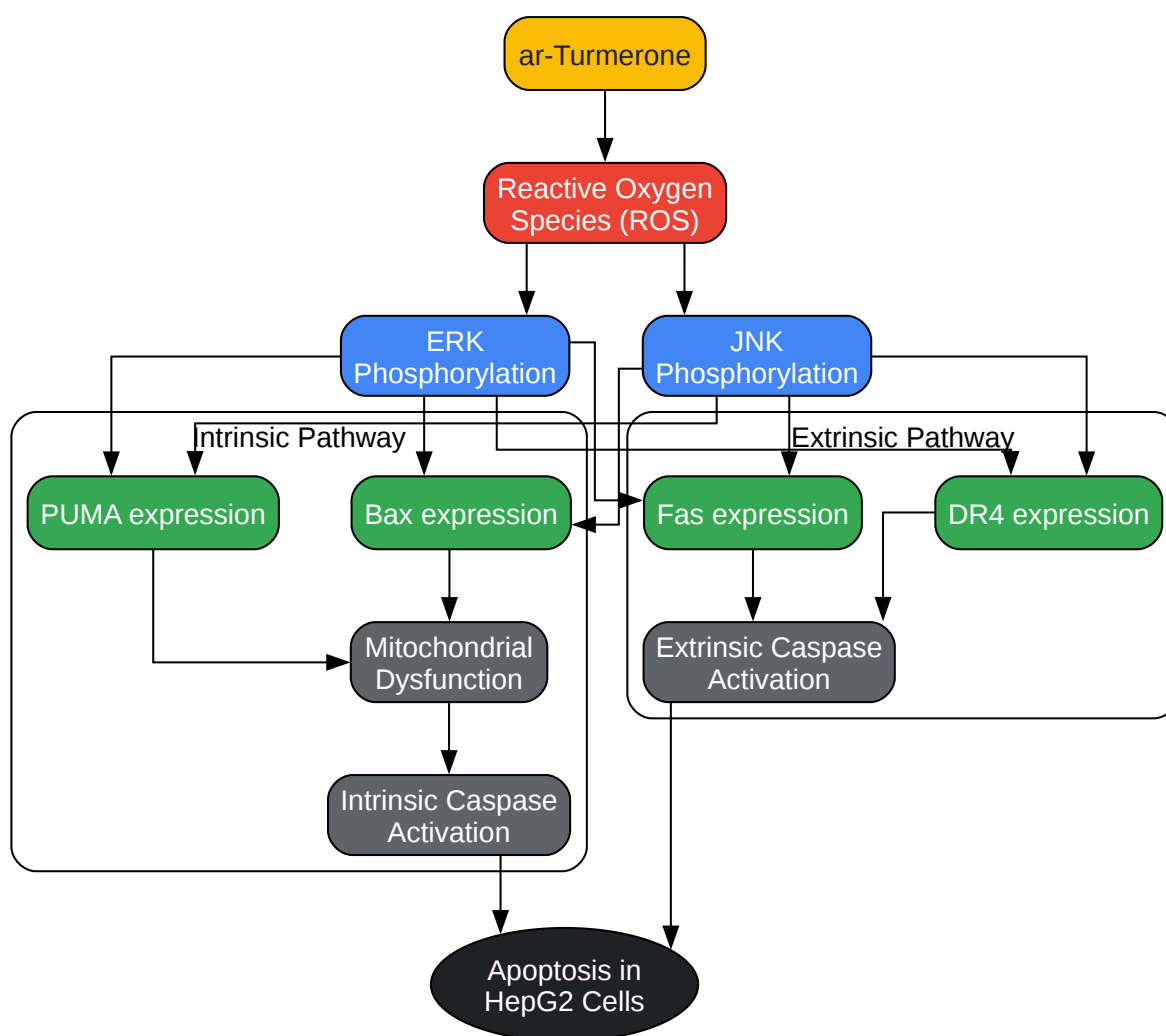 ar-Turmerone
Reactive Oxygen
Species (ROS)
ERK
Phosphorylation
JNK
Phosphorylation
Intrinsic Pathway
Extrinsic Pathway
PUMA expression
Bax expression
Fas expression
DR4 expression
Mitochondrial
Dysfunction
Extrinsic Caspase
Activation
Intrinsic Caspase
Activation
Apoptosis in
HepG2 Cells